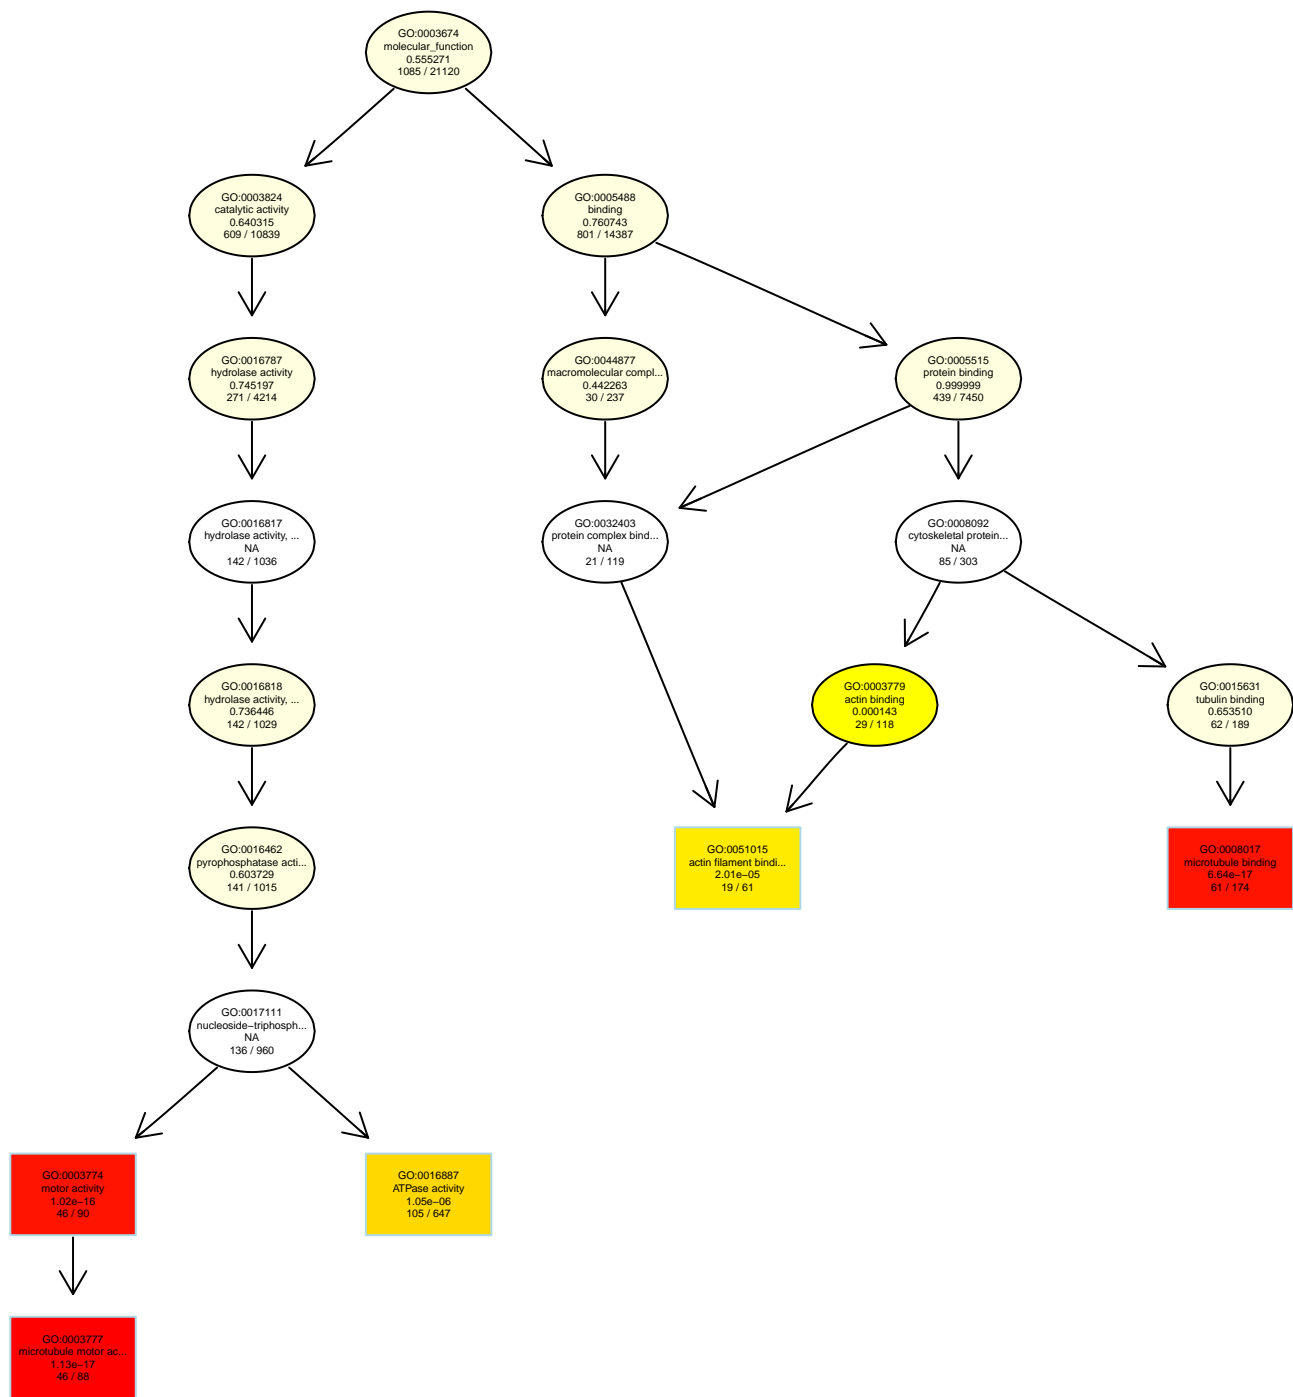 GO:0003674
molecular_function
0.555271
1085 / 21120
GO:0003824
catalytic activity
0.640315
609 / 10839
GO:0005488
binding
0.760743
801 / 14387
GO:0016787
hydrolase activity
0.745197
271 / 4214
GO:0044877
macromolecular compl...
0.442263
30 / 237
GO:0005515
protein binding
0.999999
439 / 7450
GO:0016817
hydrolase activity, ...
NA
142 / 1036
GO:0032403
protein complex bind...
NA
21 / 119
GO:0008092
cytoskeletal protein...
NA
85 / 303
GO:0016818
hydrolase activity, ...
0.736446
142 / 1029
GO:0003779
actin binding
0.000143
29 / 118
GO:0015631
tubulin binding
0.653510
62 / 189
GO:0016462
pyrophosphatase acti...
0.603729
141 / 1015
GO:0051015
actin filament bindi...
2.01e−05
19 / 61
GO:0008017
microtubule binding
6.64e−17
61 / 174
GO:0017111
nucleoside−triphosph...
NA
136 / 960
GO:0003774
motor activity
1.02e−16
46 / 90
GO:0016887
ATPase activity
1.05e−06
105 / 647
GO:0003777
microtubule motor ac...
1.13e−17
46 / 88